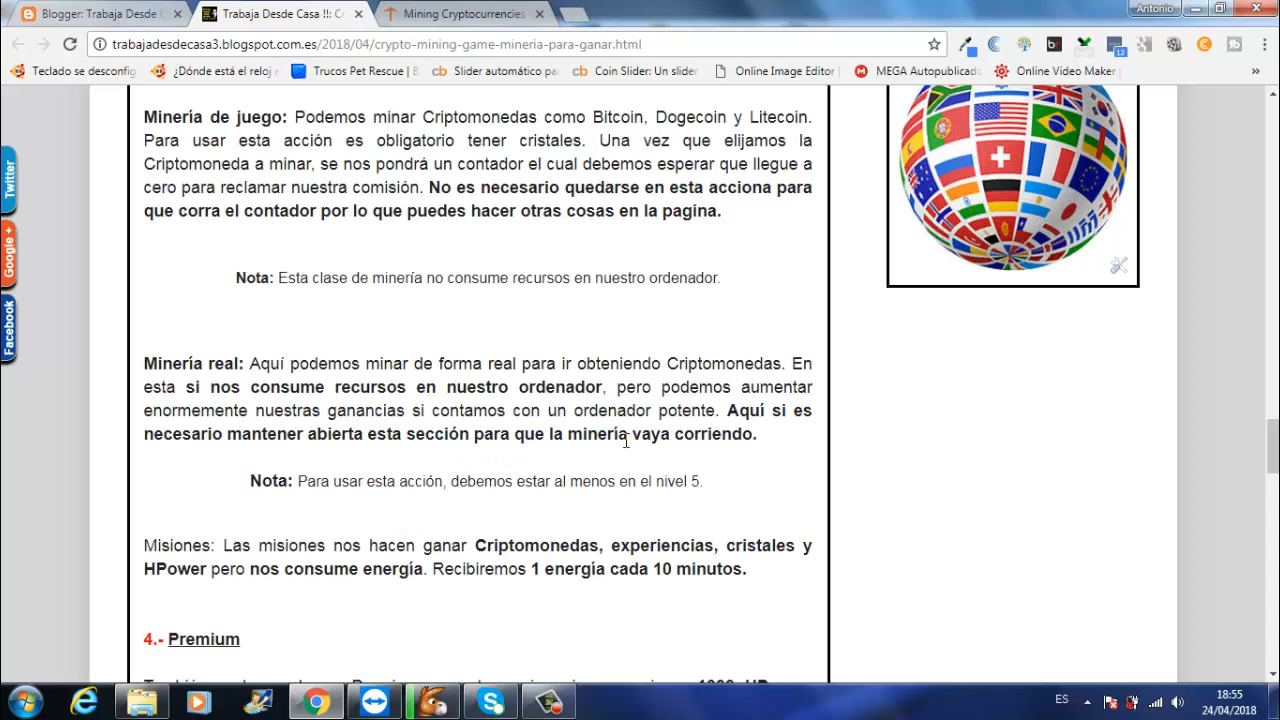 Blogger: Trabaja Desde C
Trabaja Desde Casa !!!: Cr
Mining Cryptocurrencies
Antonio
trabajadesdecasa3.blogspot.com.es/2018/04/crypto-mining-game-mineria-para-ganar.html
12
Teclado se desconfig
¿Dónde está el reloj
Trucos Pet Rescue | B
Slider automático pa
Coin Slider: Un slider
Online Image Editor |
MEGA Autopublicado
Online Video Maker |
»
Twitter
Google +
Facebook
Minería de juego: Podemos minar Criptomonedas como Bitcoin, Dogecoin y Litecoin.
Para usar esta acción es obligatorio tener cristales. Una vez que elijamos la
Criptomoneda a minar, se nos pondrá un contador el cual debemos esperar que llegue a
cero para reclamar nuestra comisión. No es necesario quedarse en esta acciona para
que corra el contador por lo que puedes hacer otras cosas en la pagina.
Nota: Esta clase de minería no consume recursos en nuestro ordenador.
Minería real: Aquí podemos minar de forma real para ir obteniendo Criptomonedas. En
esta si nos consume recursos en nuestro ordenador, pero podemos aumentar
enormemente nuestras ganancias si contamos con un ordenador potente. Aquí si es
necesario mantener abierta esta sección para que la minería vaya corriendo.
Nota: Para usar esta acción, debemos estar al menos en el nivel 5.
Misiones: Las misiones nos hacen ganar Criptomonedas, experiencias, cristales y
HPower pero nos consume energía. Recibiremos 1 energía cada 10 minutos.
4.- Premium
ES
18:55
24/04/2018